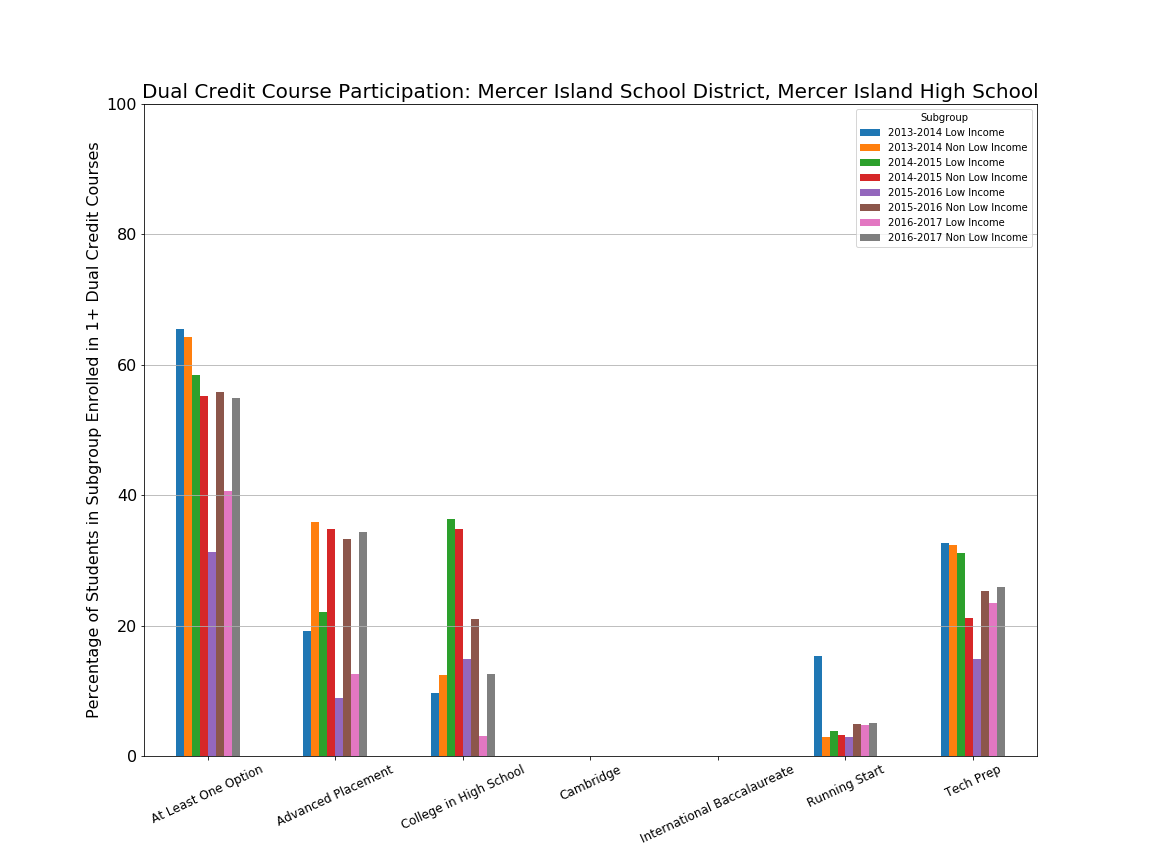 Dual Credit Course Participation: Mercer Island School District, Mercer Island High School
Percentage of Students in Subgroup Enrolled in 1+ Dual Credit Courses
100
80
60
40
20
0
Subgroup
2013-2014 Low Income
2013-2014 Non Low Income
2014-2015 Low Income
2014-2015 Non Low Income
2015-2016 Low Income
2015-2016 Non Low Income
2016-2017 Low Income
2016-2017 Non Low Income
At Least One Option
Advanced Placement
College in High School
Cambridge
International Baccalaureate
Running Start
Tech Prep